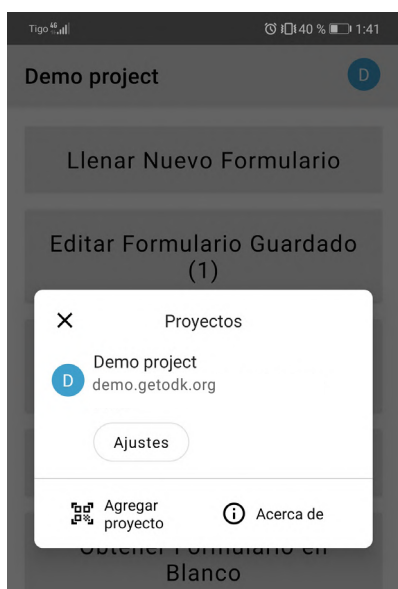 Tigo 4G 40 % 1:41
Demo project D
Llenar Nuevo Formulario
Editar Formulario Guardado
(1)
Proyectos
Demo project
D demo.getodk.org
Ajustes
Agregar
proyecto
Acerca de
Obtener Formulario en
Blanco